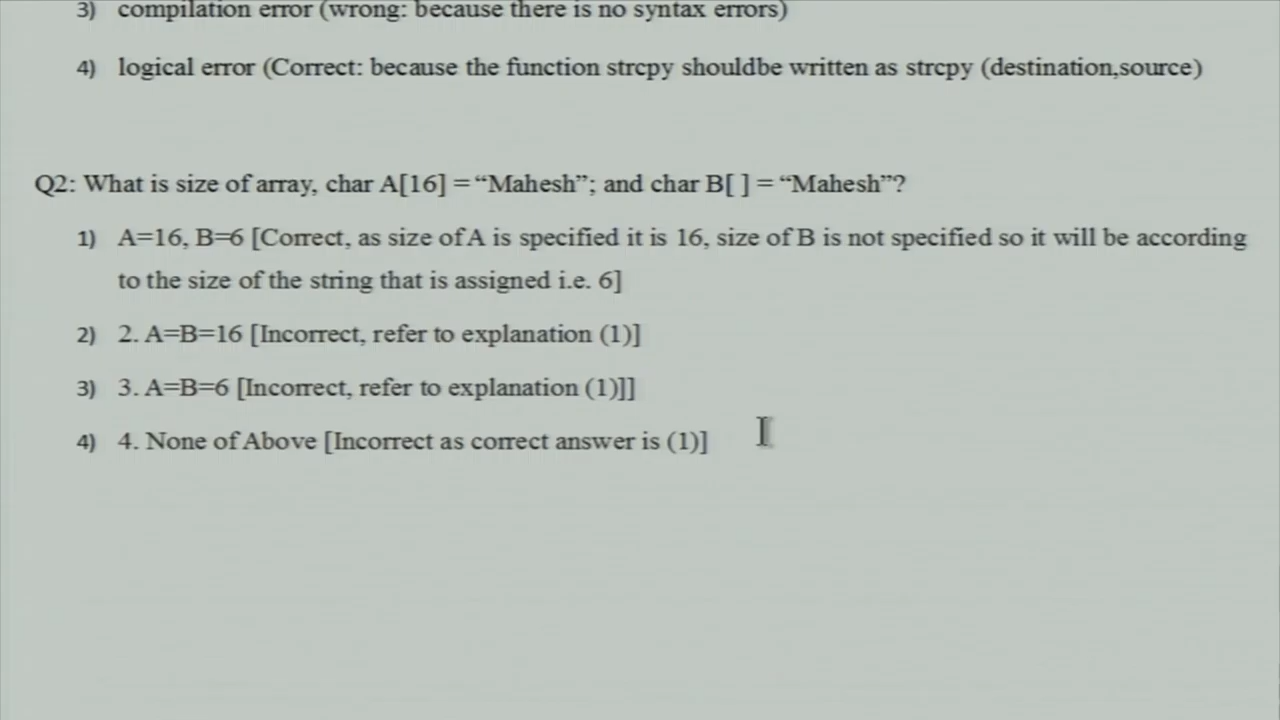 3) compilation error (wrong: because there is no syntax errors)
4) logical error (Correct: because the function strcpy shouldbe written as strcpy (destination,source)
Q2: What is size of array, char A[16] = “Mahesh”; and char B[ ] = “Mahesh”?
1) A=16, B=6 [Correct, as size of A is specified it is 16, size of B is not specified so it will be according
to the size of the string that is assigned i.e. 6]
2) 2. A=B=16 [Incorrect, refer to explanation (1)]
3) 3. A=B=6 [Incorrect, refer to explanation (1)]]
4) 4. None of Above [Incorrect as correct answer is (1)]